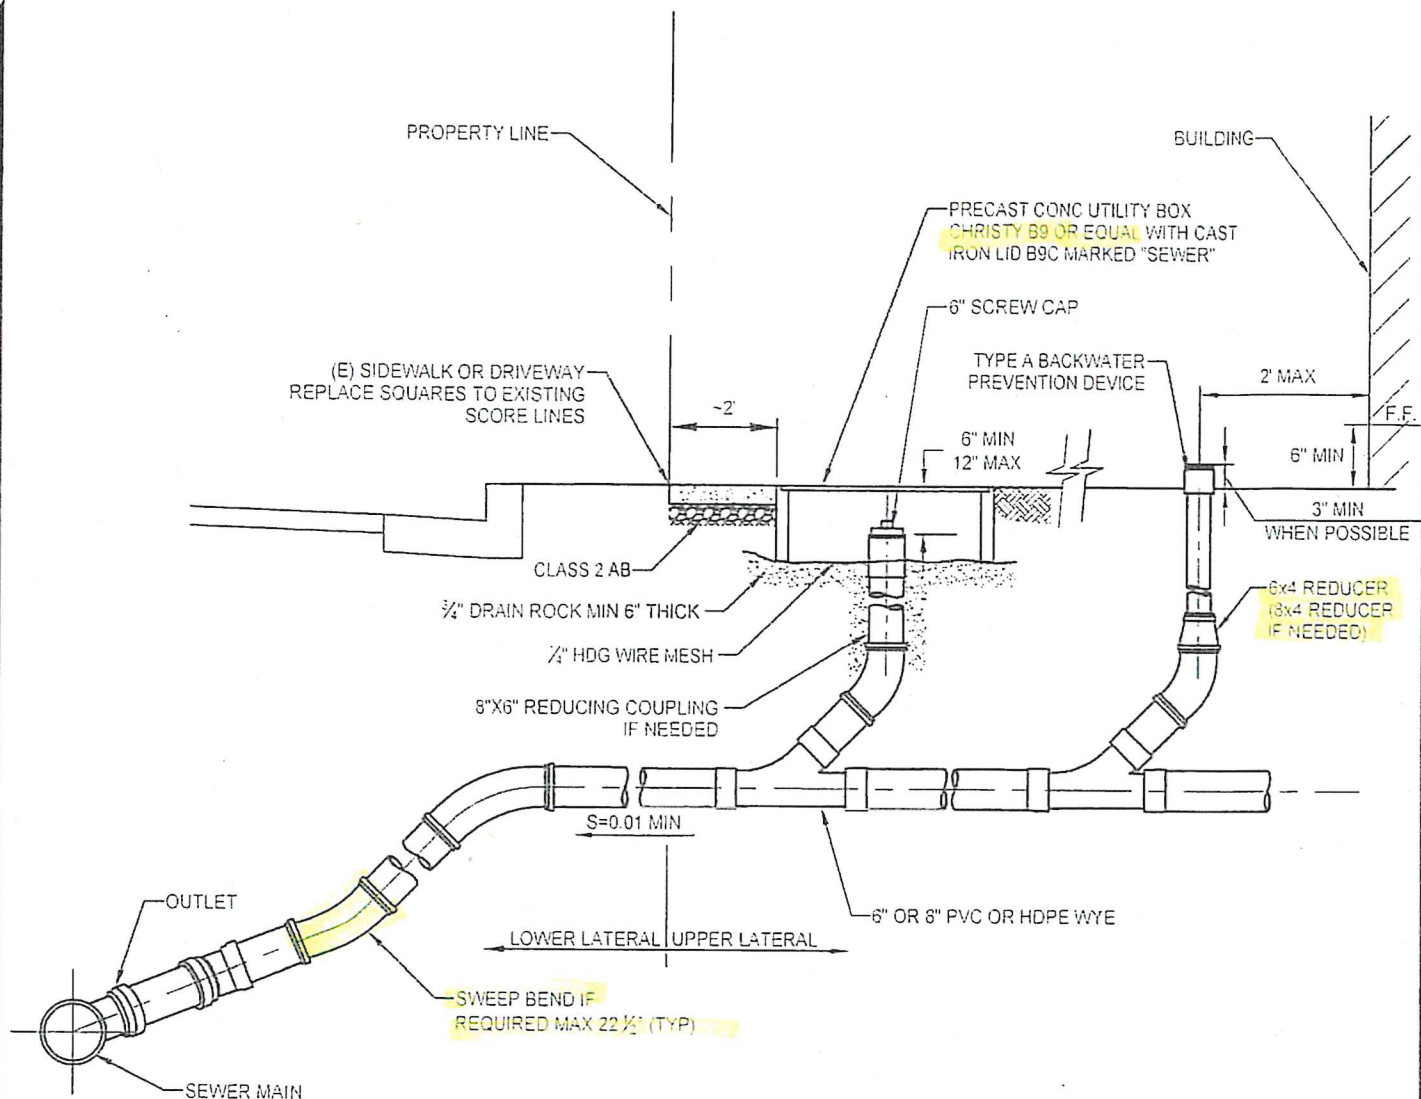 PROPERTY LINE
BUILDING
PRECAST CONC UTILITY BOX
CHRISTY B9 OR EQUAL WITH CAST
IRON LID B9C MARKED "SEWER"
6" SCREW CAP
(E) SIDEWALK OR DRIVEWAY
REPLACE SQUARES TO EXISTING
SCORE LINES
TYPE A BACKWATER
PREVENTION DEVICE
2' MAX
~2'
F.F.
6" MIN
12" MAX
6" MIN
3" MIN
WHEN POSSIBLE
CLASS 2 AB
¾" DRAIN ROCK MIN 6" THICK
¼" HDG WIRE MESH
6x4 REDUCER
(8x4 REDUCER
IF NEEDED)
8"X6" REDUCING COUPLING
IF NEEDED
S=0.01 MIN
OUTLET
6" OR 8" PVC OR HDPE WYE
LOWER LATERAL
UPPER LATERAL
SWEEP BEND IF
REQUIRED MAX 22 ½° (TYP)
SEWER MAIN